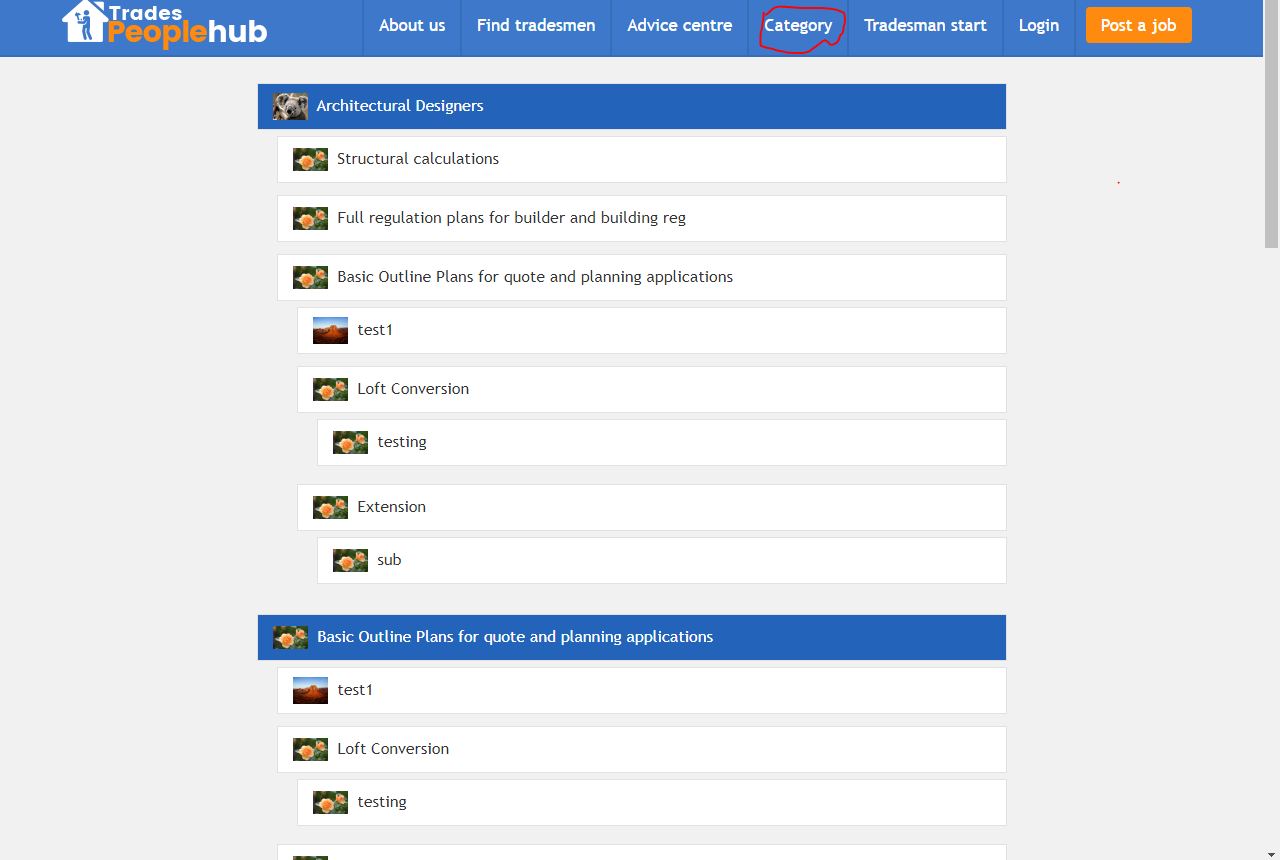 Trades
Peoplehub
About us
Find tradesmen
Advice centre
Category
Tradesman start
Login
Post a job
Architectural Designers
Structural calculations
Full regulation plans for builder and building reg
Basic Outline Plans for quote and planning applications
test1
Loft Conversion
testing
Extension
sub
Basic Outline Plans for quote and planning applications
test1
Loft Conversion
testing